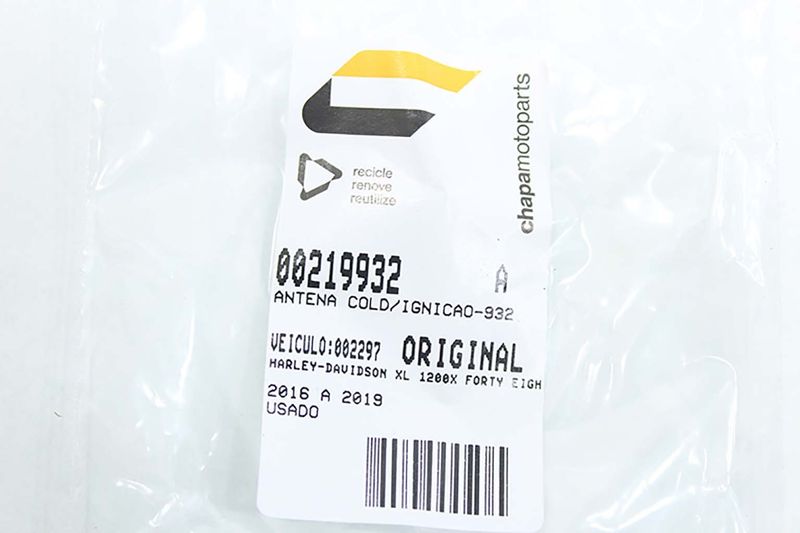 chapamotoparts
recicle
renove
reutilize
00219932 A
ANTENA COLD/IGNICAO-932
VEICULO:002297 ORIGINAL
HARLEY-DAVIDSON XL 1200X FORTY EIGH
2016 A 2019
USADO